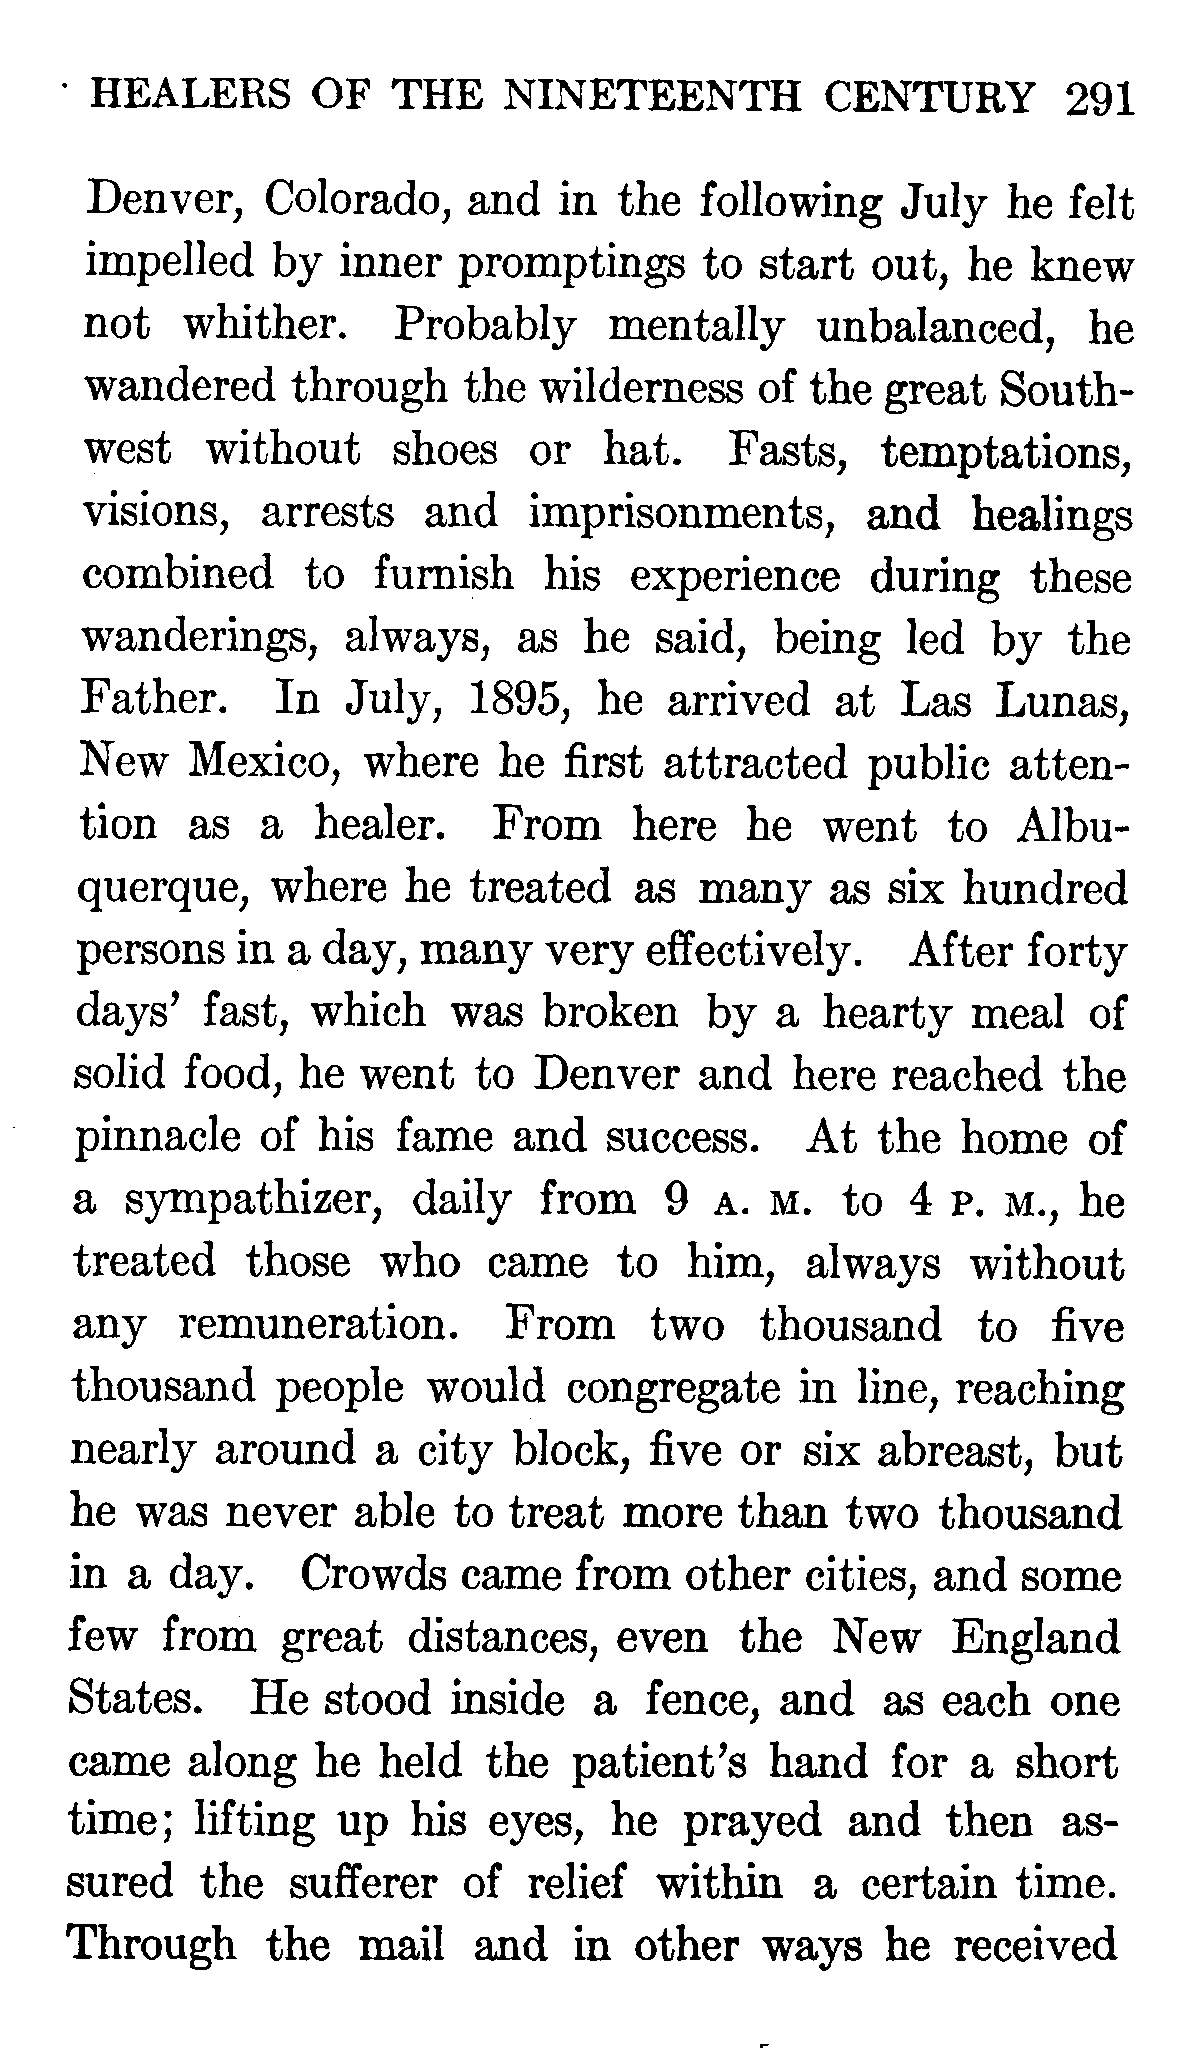 HEALERS OF THE NINETEENTH CENTURY 291
Denver, Colorado, and in the following July he felt
impelled by inner promptings to start out, he knew
not whither. Probably mentally unbalanced, he
wandered through the wilderness of the great South-
west without shoes or hat. Fasts, temptations,
visions, arrests and imprisonments, and healings
combined to furnish his experience during these
wanderings, always, as he said, being led by the
Father. In July, 1895, he arrived at Las Lunas,
New Mexico, where he first attracted public atten-
tion as a healer. From here he went to Albu-
querque, where he treated as many as six hundred
persons in a day, many very effectively. After forty
days' fast, which was broken by a hearty meal of
solid food, he went to Denver and here reached the
pinnacle of his fame and success. At the home of
a sympathizer, daily from 9 A. M. to 4 P. M., he
treated those who came to him, always without
any remuneration. From two thousand to five
thousand people would congregate in line, reaching
nearly around a city block, five or six abreast, but
he was never able to treat more than two thousand
in a day. Crowds came from other cities, and some
few from great distances, even the New England
States. He stood inside a fence, and as each one
came along he held the patient's hand for a short
time; lifting up his eyes, he prayed and then as-
sured the sufferer of relief within a certain time.
Through the mail and in other ways he received